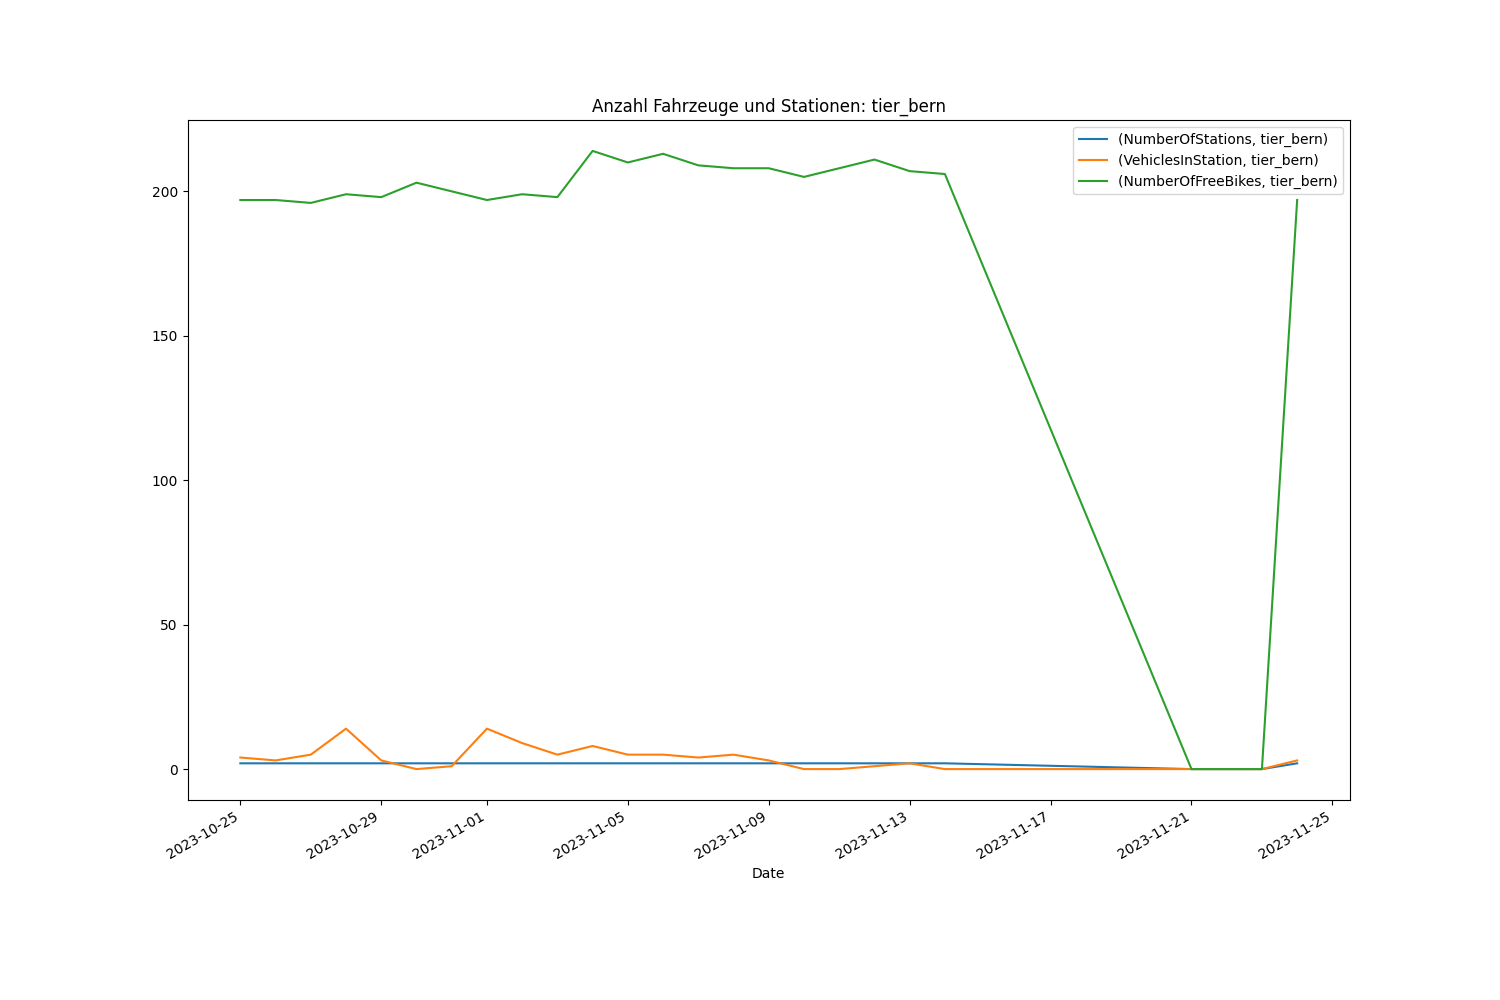 Anzahl Fahrzeuge und Stationen: tier_bern
(NumberOfStations, tier_bern)
(VehiclesInStation, tier_bern)
(NumberOfFreeBikes, tier_bern)
200
150
100
50
0
2023-10-25
2023-10-29
2023-11-01
2023-11-05
2023-11-09
2023-11-13
2023-11-17
2023-11-21
2023-11-25
Date